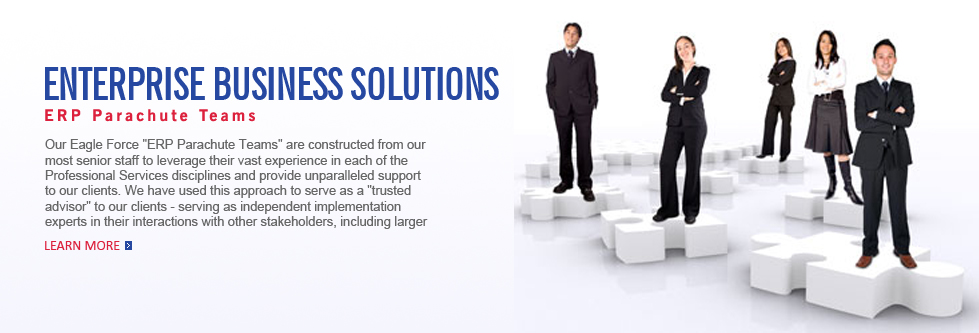 ENTERPRISE BUSINESS SOLUTIONS
ERP Parachute Teams
Our Eagle Force "ERP Parachute Teams" are constructed from our
most senior staff to leverage their vast experience in each of the
Professional Services disciplines and provide unparalleled support
to our clients. We have used this approach to serve as a "trusted
advisor" to our clients - serving as independent implementation
experts in their interactions with other stakeholders, including larger
LEARN MORE